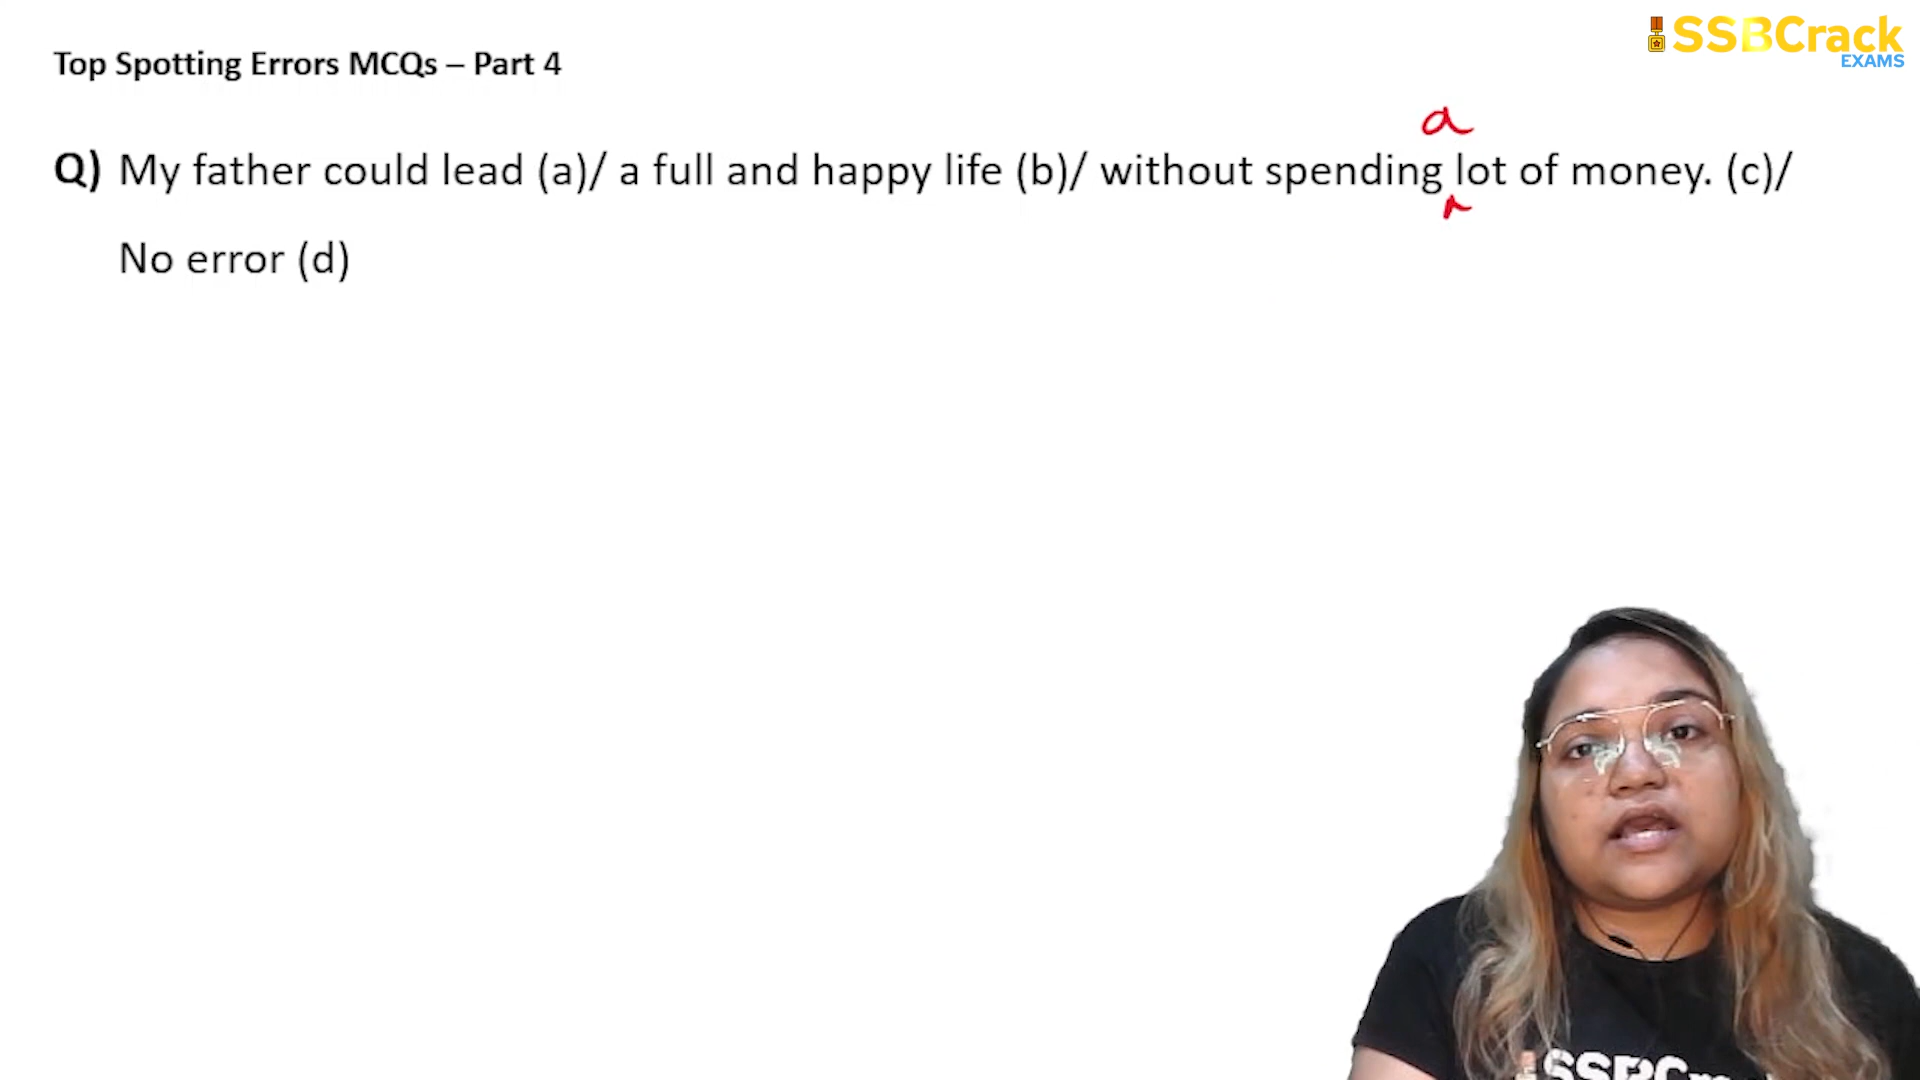 SSBCrack
EXAMS
Top Spotting Errors MCQs – Part 4
a
Q) My father could lead (a)/ a full and happy life (b)/ without spending lot of money. (c)/
No error (d)